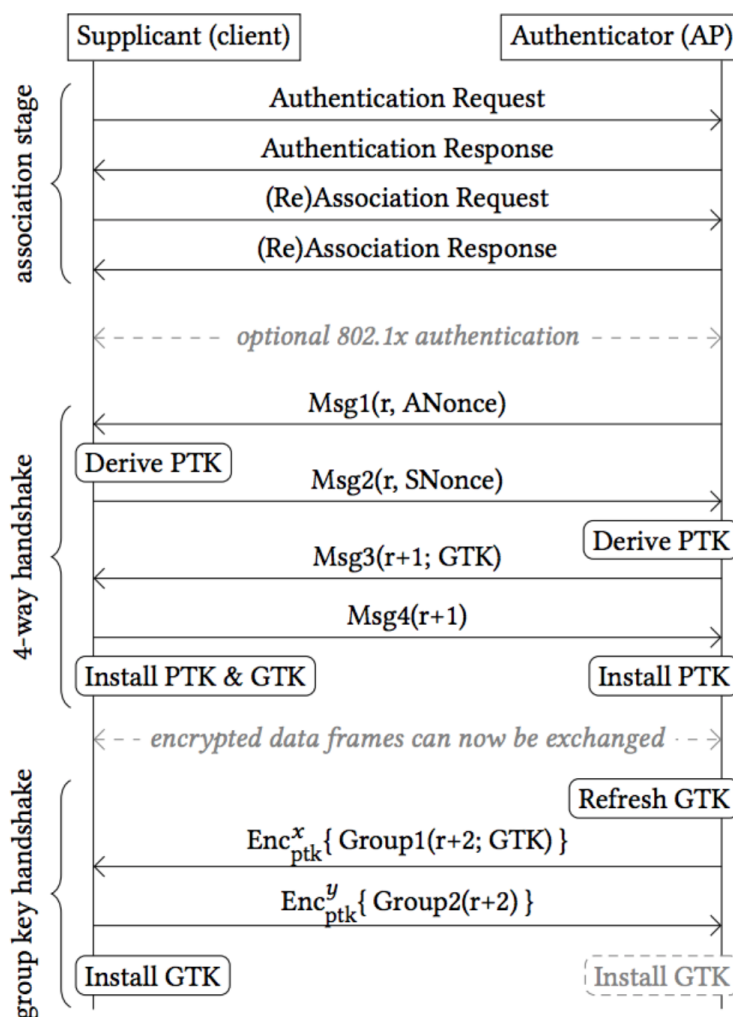 Supplicant (client)
Authenticator (AP)
association stage
Authentication Request
Authentication Response
(Re)Association Request
(Re)Association Response
optional 802.1x authentication
4-way handshake
Msg1(r, ANonce)
Derive PTK
Msg2(r, SNonce)
Derive PTK
Msg3(r+1; GTK)
Msg4(r+1)
Install PTK & GTK
Install PTK
encrypted data frames can now be exchanged
group key handshake
Refresh GTK
Enc^x_ptk{ Group1(r+2; GTK) }
Enc^y_ptk{ Group2(r+2) }
Install GTK
Install GTK